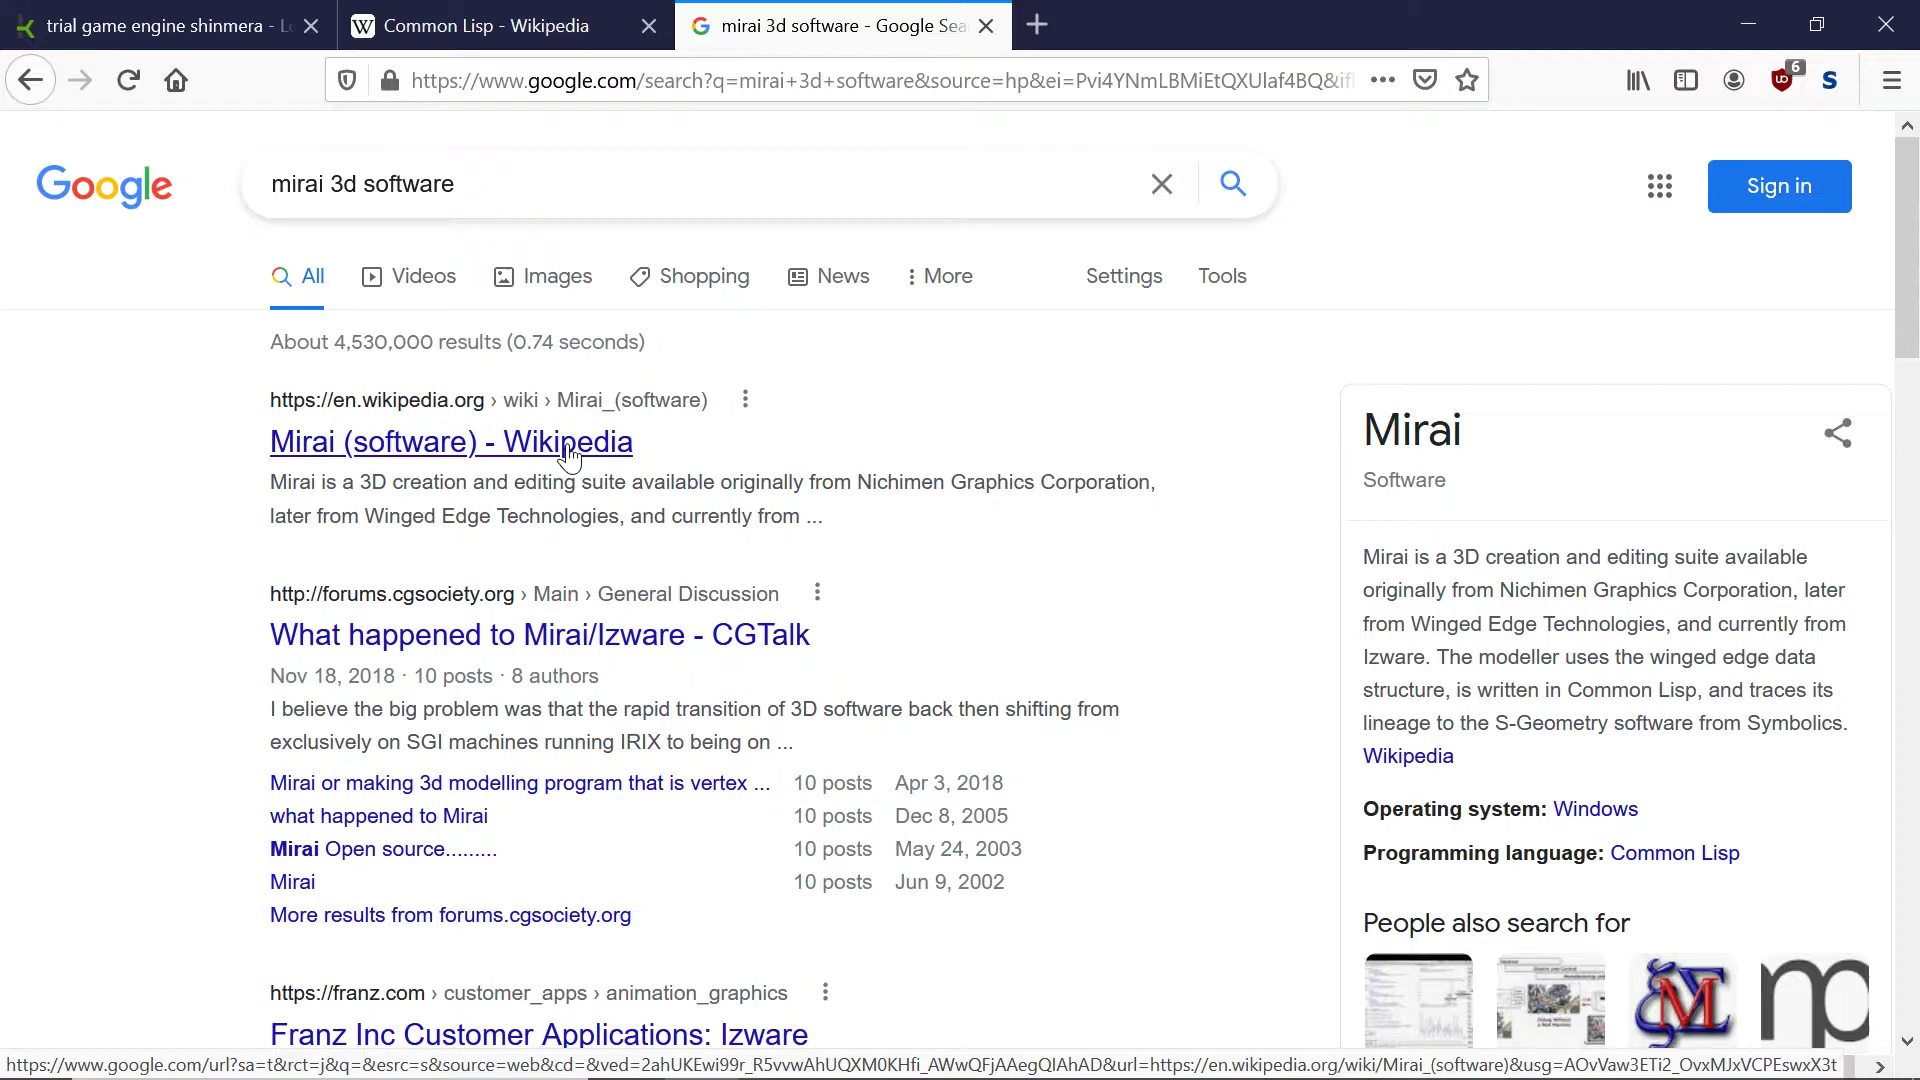 trial game engine shinmera -
Common Lisp - Wikipedia
mirai 3d software - Google Sea
https://www.google.com/search?q=mirai+3d+software&source=hp&ei=Pvi4YNmLBMiEtQXUlaf4BQ&ifl
6
S
Google
mirai 3d software
Sign in
All
Videos
Images
Shopping
News
More
Settings
Tools
About 4,530,000 results (0.74 seconds)
https://en.wikipedia.org › wiki › Mirai_(software)
Mirai (software) - Wikipedia
Mirai is a 3D creation and editing suite available originally from Nichimen Graphics Corporation,
later from Winged Edge Technologies, and currently from ...
http://forums.cgsociety.org › Main › General Discussion
What happened to Mirai/Izware - CGTalk
Nov 18, 2018 · 10 posts · 8 authors
I believe the big problem was that the rapid transition of 3D software back then shifting from
exclusively on SGI machines running IRIX to being on ...
Mirai or making 3d modelling program that is vertex ... 10 posts Apr 3, 2018
what happened to Mirai 10 posts Dec 8, 2005
Mirai Open source......... 10 posts May 24, 2003
Mirai 10 posts Jun 9, 2002
More results from forums.cgsociety.org
https://franz.com › customer_apps › animation_graphics
Franz Inc Customer Applications: Izware
Mirai
Software
Mirai is a 3D creation and editing suite available
originally from Nichimen Graphics Corporation, later
from Winged Edge Technologies, and currently from
Izware. The modeller uses the winged edge data
structure, is written in Common Lisp, and traces its
lineage to the S-Geometry software from Symbolics.
Wikipedia
Operating system: Windows
Programming language: Common Lisp
People also search for
https://www.google.com/url?sa=t&rct=j&q=&esrc=s&source=web&cd=&ved=2ahUKEwi99r_R5vvwAhUQXM0KHfi_AWwQFjAAegQIAhAD&url=https://en.wikipedia.org/wiki/Mirai_(software)&usg=AOvVaw3ETi2_OvxMJxVCPEswxX3t